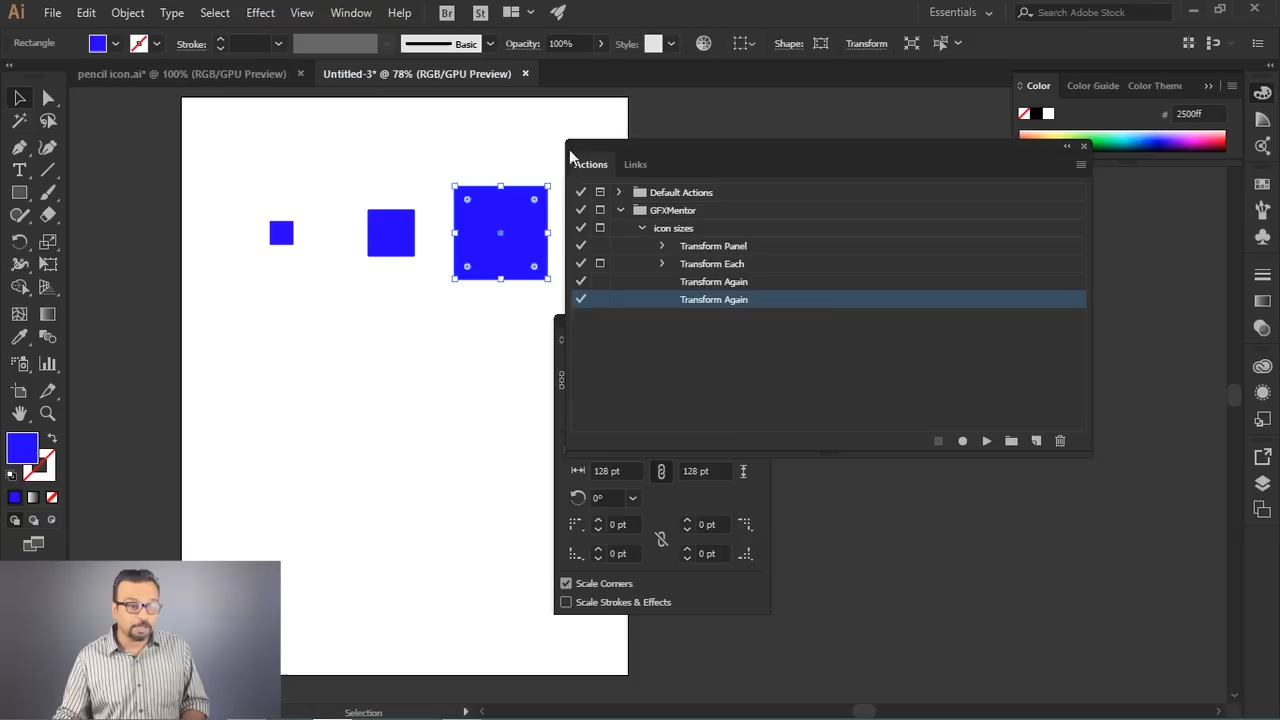 Ai File Edit Object Type Select Effect View Window Help Br St Essentials Search Adobe Stock
Rectangle Stroke: Basic Opacity: 100% Style: Shape: Transform
pencil icon.ai* @ 100% (RGB/GPU Preview) × Untitled-3* @ 78% (RGB/GPU Preview) ×
Color Color Guide Color Theme
# 2500ff
Actions Links
Default Actions
GFXMentor
icon sizes
Transform Panel
Transform Each
Transform Again
Transform Again
128 pt 128 pt
0°
0 pt 0 pt
0 pt 0 pt
Scale Corners
Scale Strokes & Effects
Selection